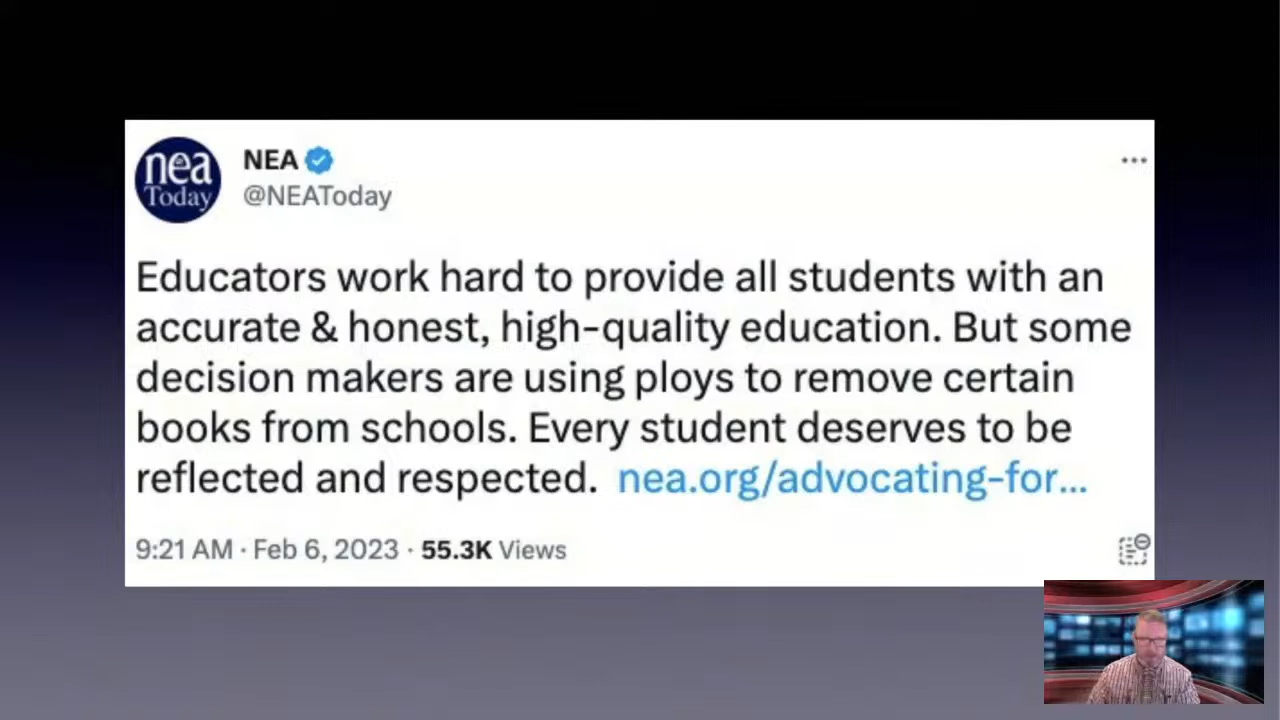 nea
Today
NEA
@NEAToday
Educators work hard to provide all students with an
accurate & honest, high-quality education. But some
decision makers are using ploys to remove certain
books from schools. Every student deserves to be
reflected and respected. nea.org/advocating-for...
9:21 AM · Feb 6, 2023 · 55.3K Views